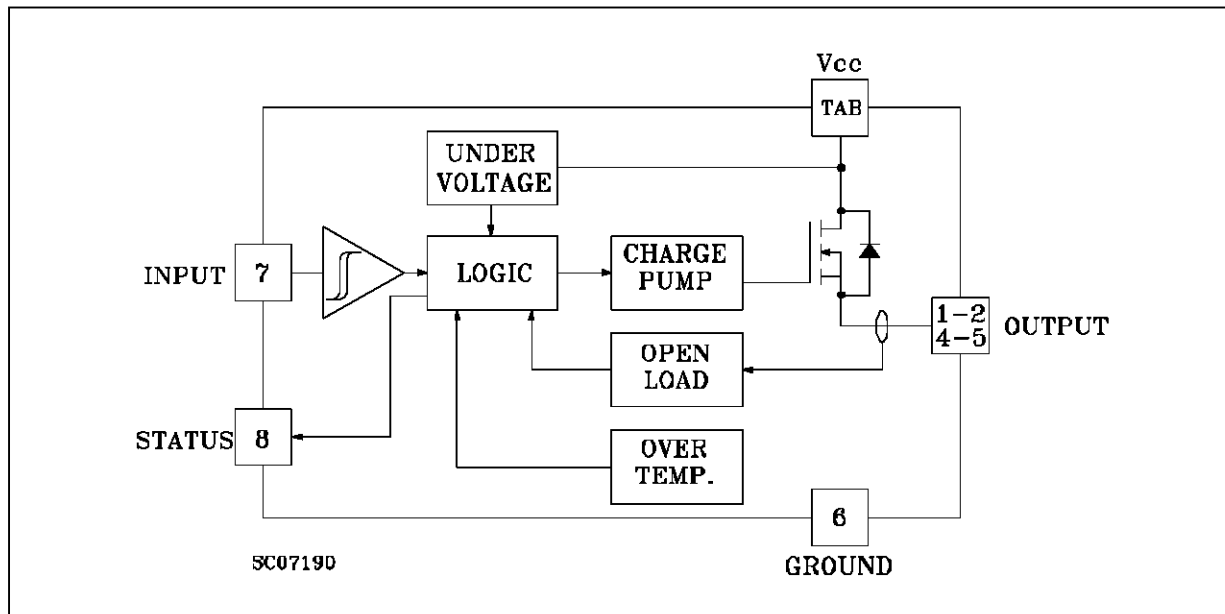 Vcc
TAB
UNDER
VOLTAGE
INPUT
7
LOGIC
CHARGE
PUMP
1-2
4-5
OUTPUT
OPEN
LOAD
STATUS
8
OVER
TEMP.
6
GROUND
SC07190